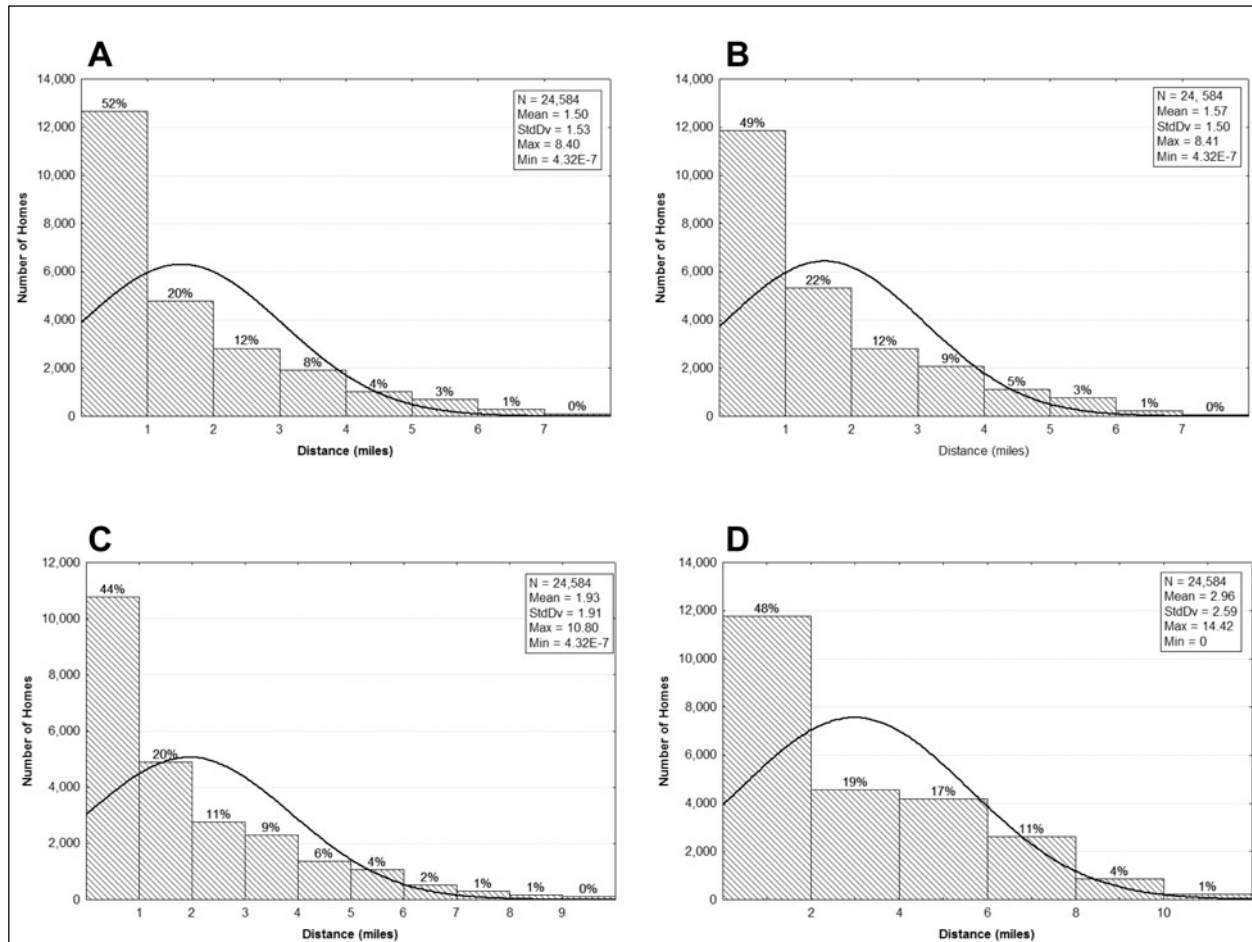 A
14,000
12,000
10,000
8,000
6,000
4,000
2,000
0
Number of Homes
52%
20%
12%
8%
4%
3%
1%
0%
N = 24,584
Mean = 1.50
StdDv = 1.53
Max = 8.40
Min = 4.32E-7
1 2 3 4 5 6 7
Distance (miles)
B
14,000
12,000
10,000
8,000
6,000
4,000
2,000
0
Number of Homes
49%
22%
12%
9%
5%
3%
1%
0%
N = 24, 584
Mean = 1.57
StdDv = 1.50
Max = 8.41
Min = 4.32E-7
1 2 3 4 5 6 7
Distance (miles)
C
12,000
10,000
8,000
6,000
4,000
2,000
0
Number of Homes
44%
20%
11%
9%
6%
4%
2%
1%
1%
0%
N = 24,584
Mean = 1.93
StdDv = 1.91
Max = 10.80
Min = 4.32E-7
1 2 3 4 5 6 7 8 9
Distance (miles)
D
14,000
12,000
10,000
8,000
6,000
4,000
2,000
0
Number of Homes
48%
19%
17%
11%
4%
1%
N = 24,584
Mean = 2.96
StdDv = 2.59
Max = 14.42
Min = 0
2 4 6 8 10
Distance (miles)